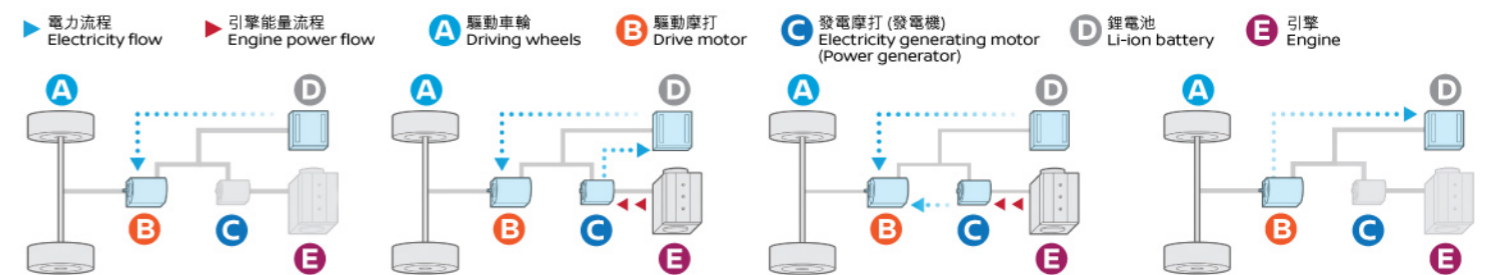 電力流程
Electricity flow
引擎能量流程
Engine power flow
A
驅動車輪
Driving wheels
B
驅動摩打
Drive motor
C
發電摩打 (發電機)
Electricity generating motor
(Power generator)
D
鋰電池
Li-ion battery
E
引擎
Engine
A
D
B
C
E
A
D
B
C
E
A
D
B
C
E
A
D
B
C
E